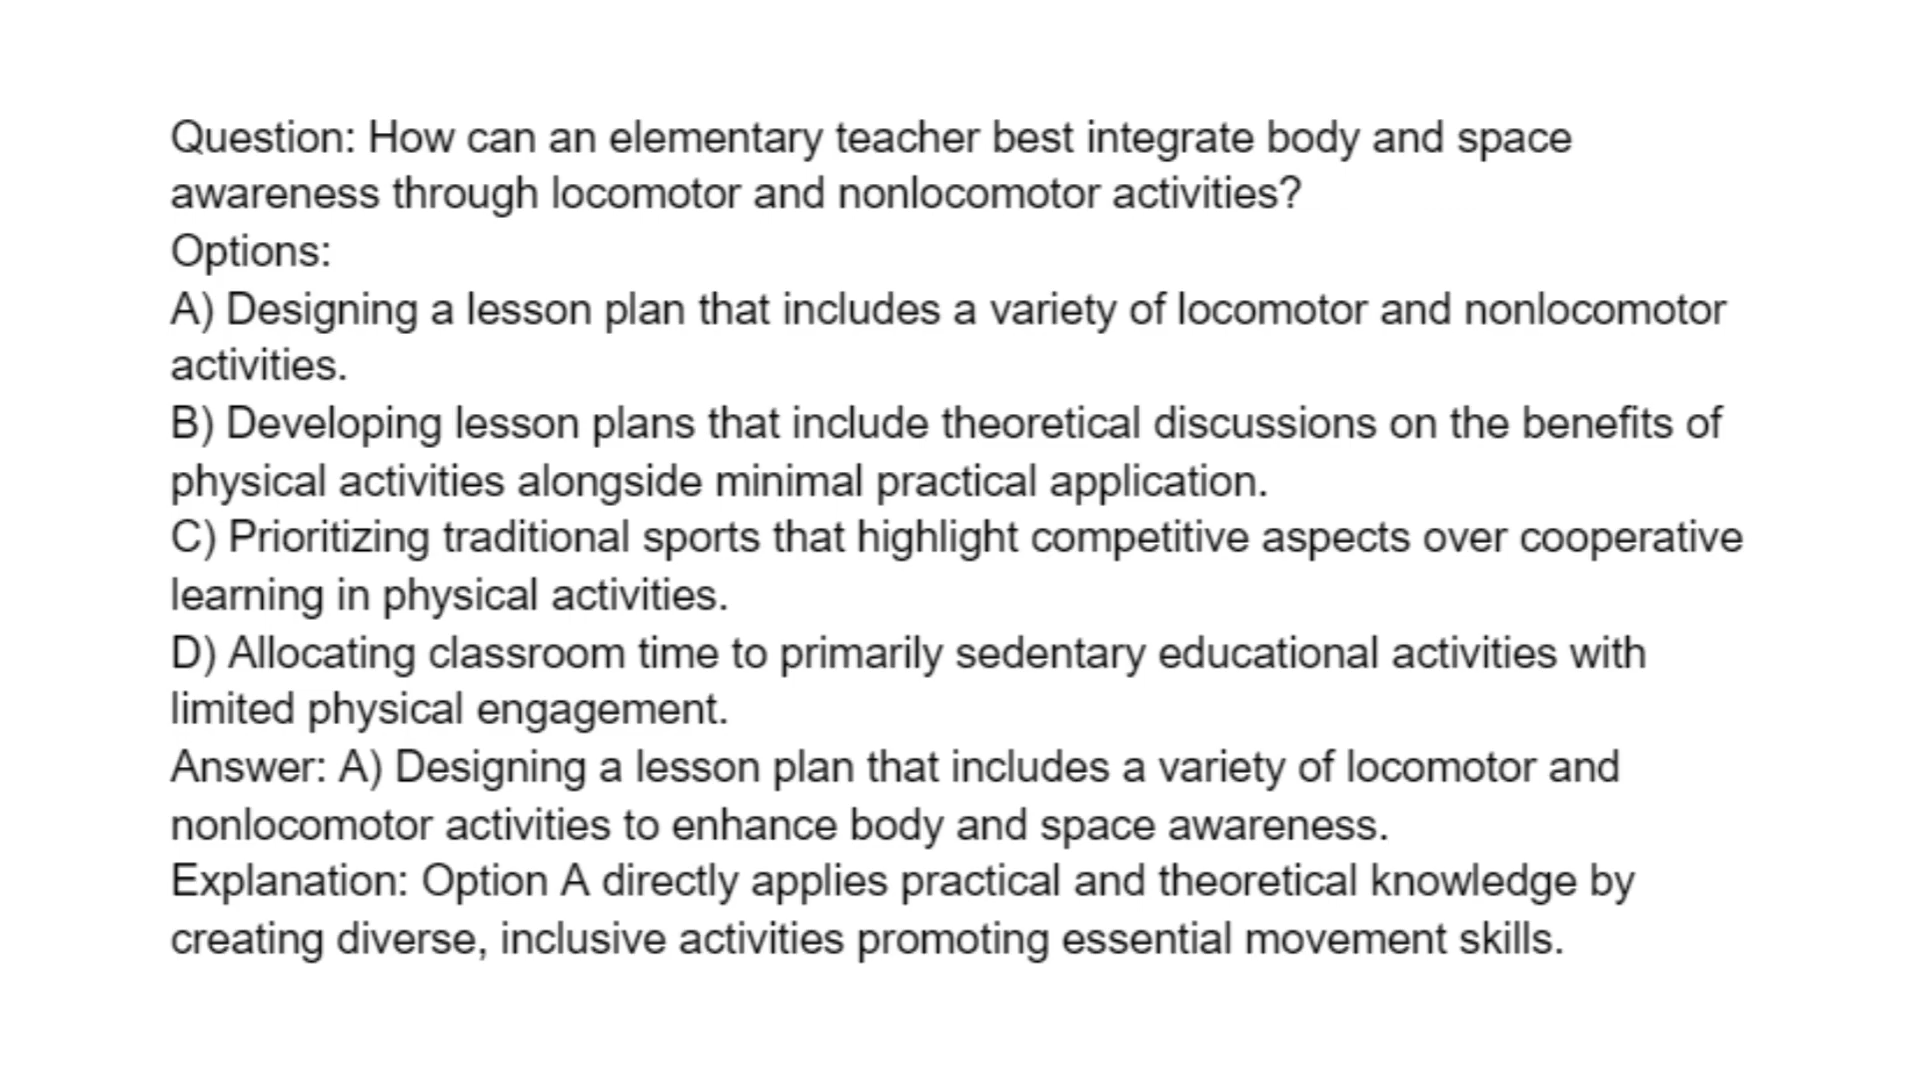 Question: How can an elementary teacher best integrate body and space
awareness through locomotor and nonlocomotor activities?
Options:
A) Designing a lesson plan that includes a variety of locomotor and nonlocomotor
activities.
B) Developing lesson plans that include theoretical discussions on the benefits of
physical activities alongside minimal practical application.
C) Prioritizing traditional sports that highlight competitive aspects over cooperative
learning in physical activities.
D) Allocating classroom time to primarily sedentary educational activities with
limited physical engagement.
Answer: A) Designing a lesson plan that includes a variety of locomotor and
nonlocomotor activities to enhance body and space awareness.
Explanation: Option A directly applies practical and theoretical knowledge by
creating diverse, inclusive activities promoting essential movement skills.